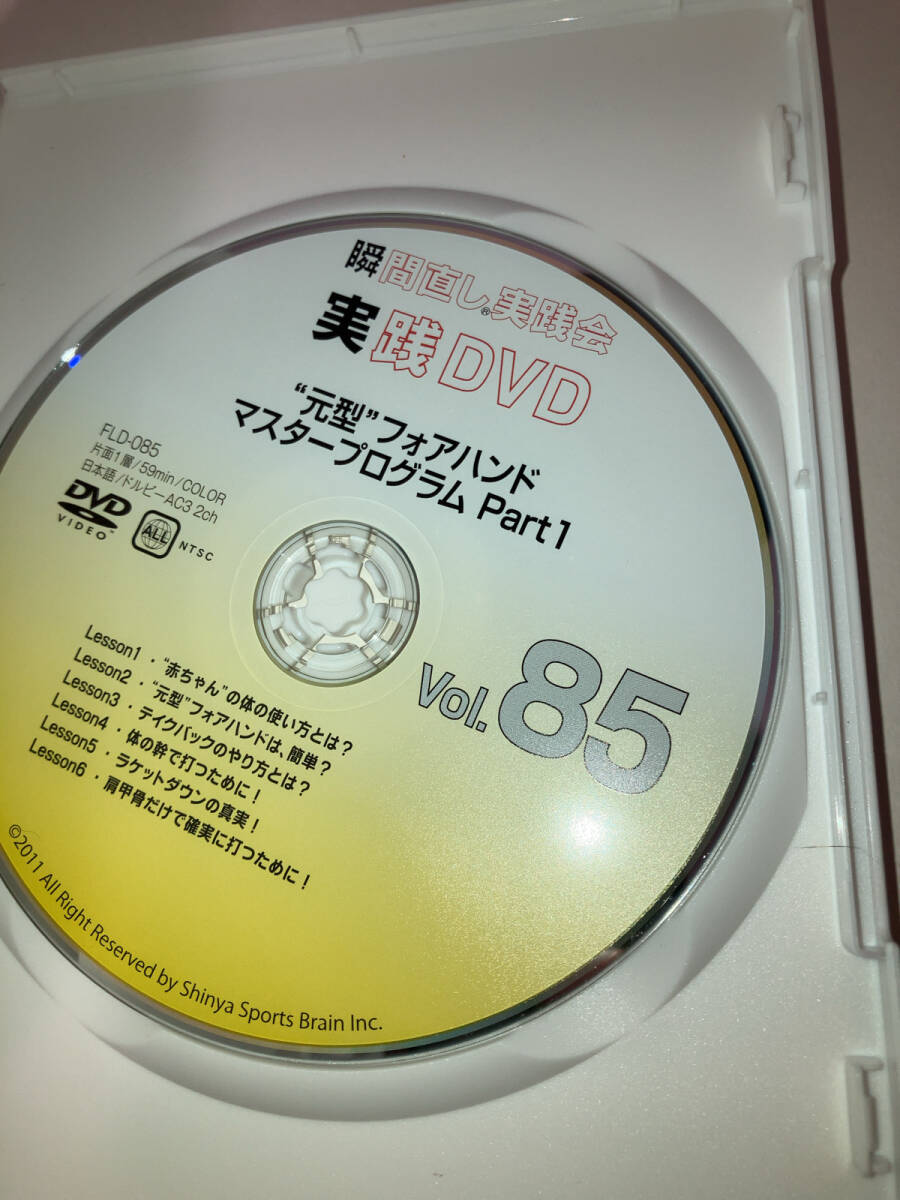 瞬間直し®実践会
実践DVD
“元型”フォアハンド
マスタープログラム Part1
FLD-085
片面1層/59min/COLOR
日本語/ドルビーAC3 2ch
DVD
VIDEO™
ALL
NTSC
Vol.85
Lesson1・“赤ちゃん”の体の使い方とは?
Lesson2・“元型”フォアハンドは、簡単?
Lesson3・テイクバックのやり方とは?
Lesson4・体の幹で打つために!
Lesson5・ラケットダウンの真実!
Lesson6・肩甲骨だけで確実に打つために!
©2011 All Right Reserved by Shinya Sports Brain Inc.